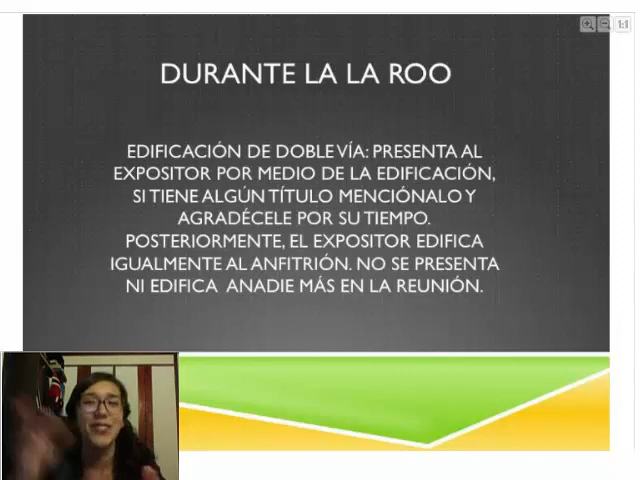 DURANTE LA LA ROO
EDIFICACIÓN DE DOBLE VÍA: PRESENTA AL
EXPOSITOR POR MEDIO DE LA EDIFICACIÓN,
SI TIENE ALGÚN TÍTULO MENCIÓNALO Y
AGRADÉCELE POR SU TIEMPO.
POSTERIORMENTE, EL EXPOSITOR EDIFICA
IGUALMENTE AL ANFITRIÓN. NO SE PRESENTA
NI EDIFICA ANADIE MÁS EN LA REUNIÓN.
1:1